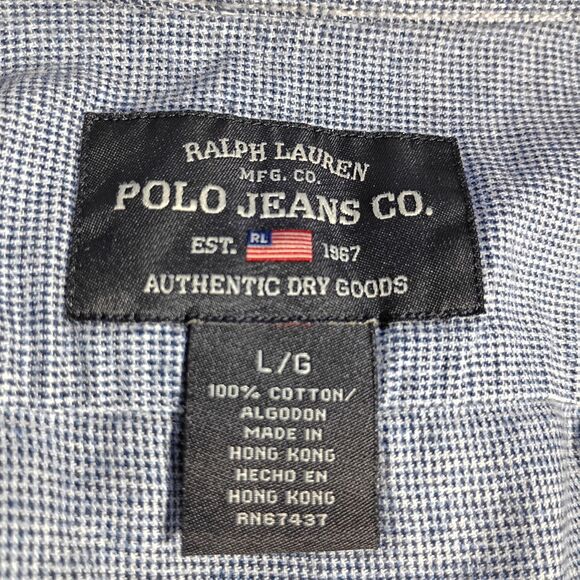 RALPH LAUREN
MFG. CO.
POLO JEANS CO.
EST. RL 1967
AUTHENTIC DRY GOODS
L/G
100% COTTON/
ALGODON
MADE IN
HONG KONG
HECHO EN
HONG KONG
RN67437